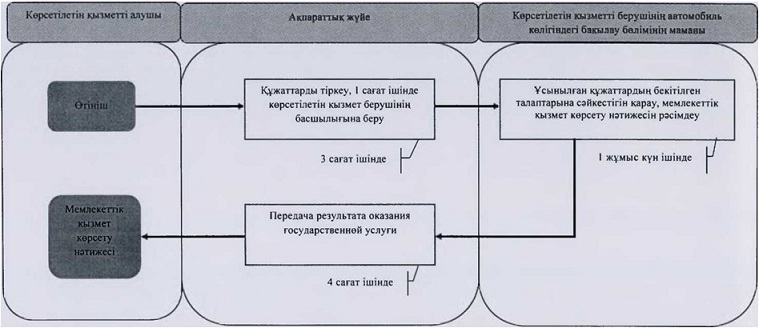 Көрсетілетін қызметті алушы
Ақпараттық жүйе
Көрсетілетін қызметті берушінің автомобиль
көлігіндегі бақылау бөлімінің маманы
Өтініш
Құжаттарды тіркеу, 1 сағат ішінде
көрсетілетін қызмет берушінің
басшылығына беру
3 сағат ішінде
Ұсынылған құжаттардың бекітілген
талаптарына сәйкестігін қарау, мемлекеттік
қызмет көрсету нәтижесін рәсімдеу
1 жұмыс күн ішінде
Мемлекеттік
қызмет
көрсету
нәтижесі
Передача результата оказания
государственной услуги
4 сағат ішінде